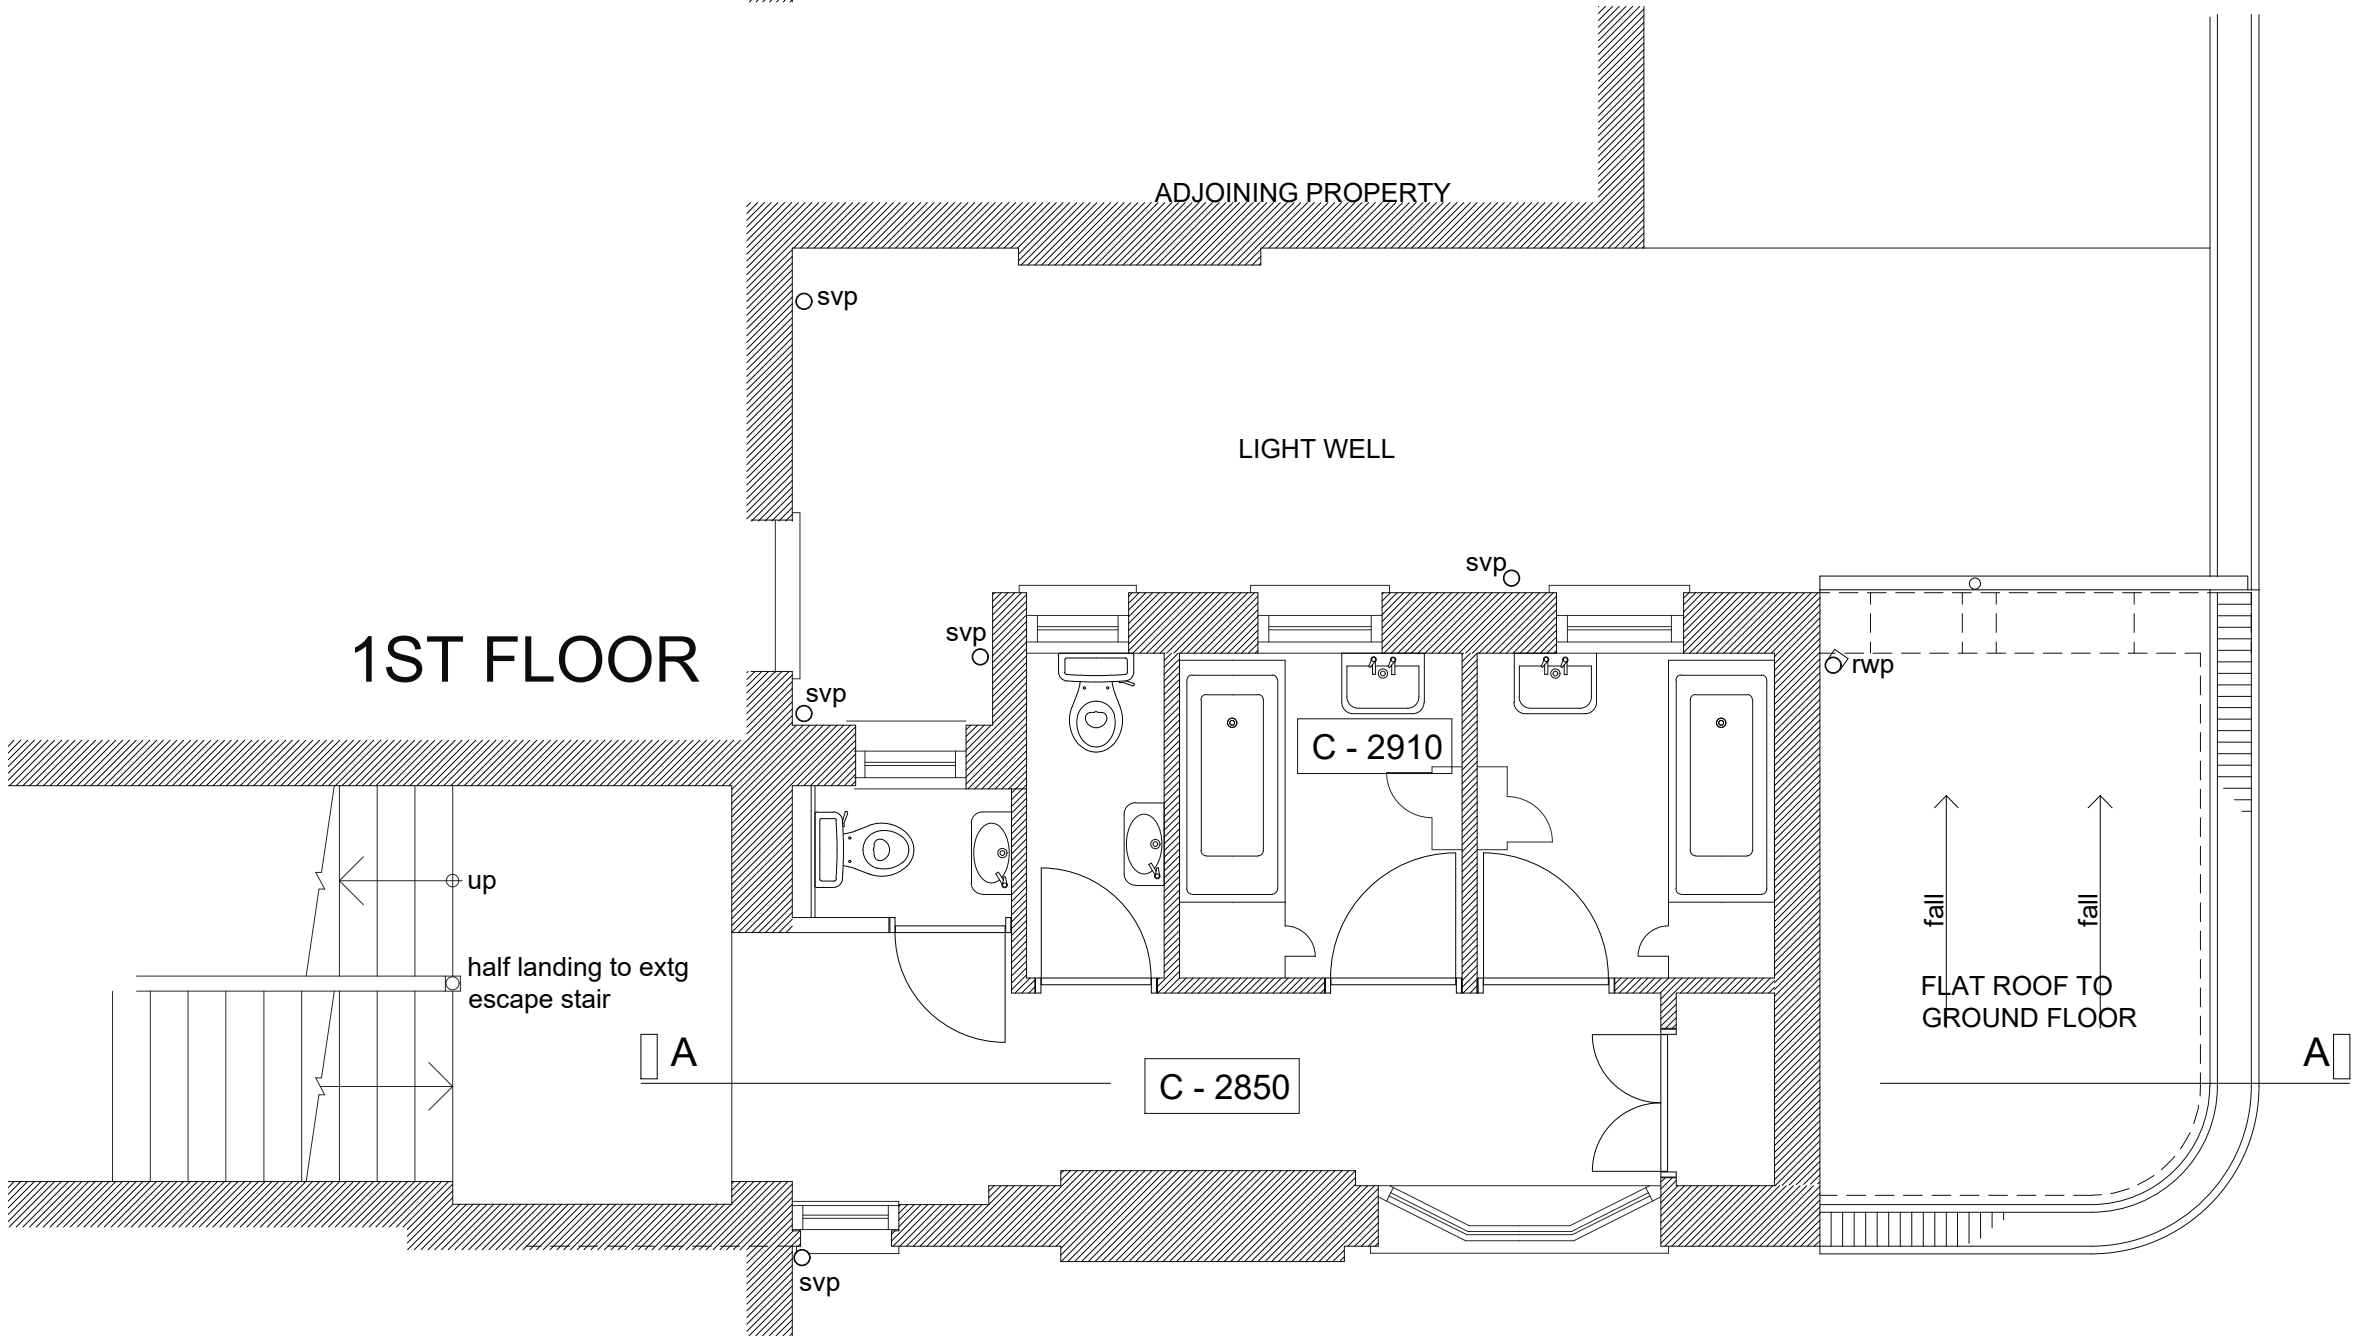 ADJOINING PROPERTY
svp
LIGHT WELL
svp
1ST FLOOR
svp
svp
rwp
C - 2910
up
fall
fall
half landing to extg
escape stair
FLAT ROOF TO
GROUND FLOOR
A
A
C - 2850
svp